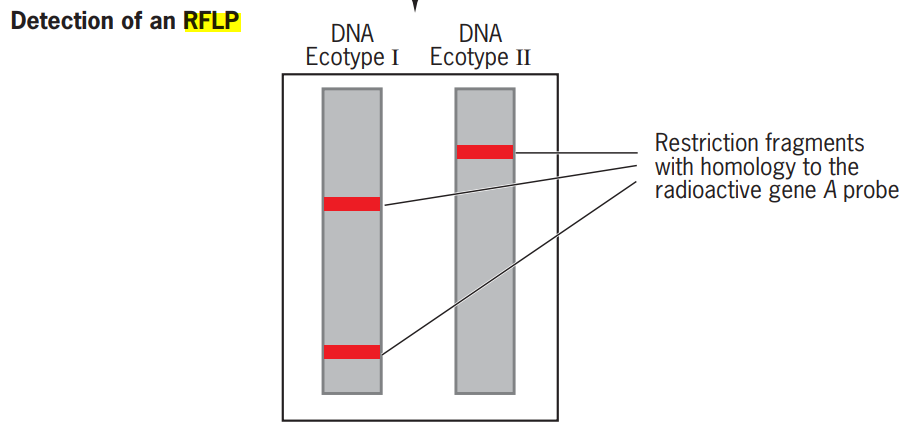 Detection of an RFLP
DNA
Ecotype I
DNA
Ecotype II
Restriction fragments
with homology to the
radioactive gene A probe